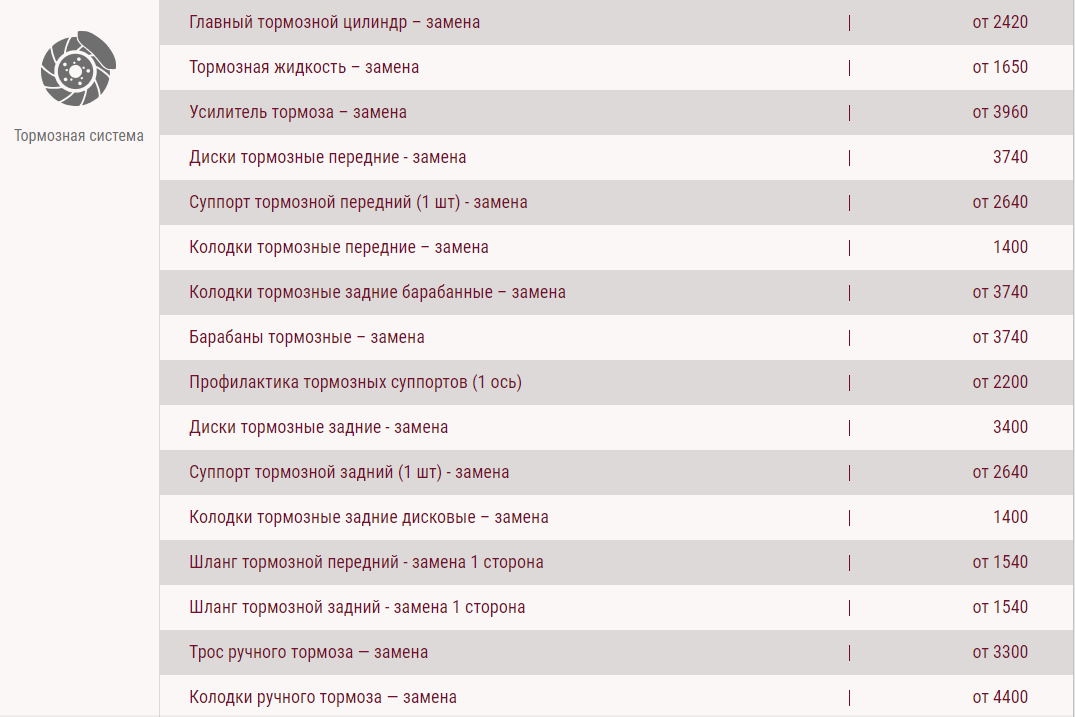 Тормозная система
Главный тормозной цилиндр – замена | от 2420
Тормозная жидкость – замена | от 1650
Усилитель тормоза – замена | от 3960
Диски тормозные передние - замена | 3740
Суппорт тормозной передний (1 шт) - замена | от 2640
Колодки тормозные передние – замена | 1400
Колодки тормозные задние барабанные – замена | от 3740
Барабаны тормозные – замена | от 3740
Профилактика тормозных суппортов (1 ось) | от 2200
Диски тормозные задние - замена | 3400
Суппорт тормозной задний (1 шт) - замена | от 2640
Колодки тормозные задние дисковые – замена | 1400
Шланг тормозной передний - замена 1 сторона | от 1540
Шланг тормозной задний - замена 1 сторона | от 1540
Трос ручного тормоза — замена | от 3300
Колодки ручного тормоза — замена | от 4400